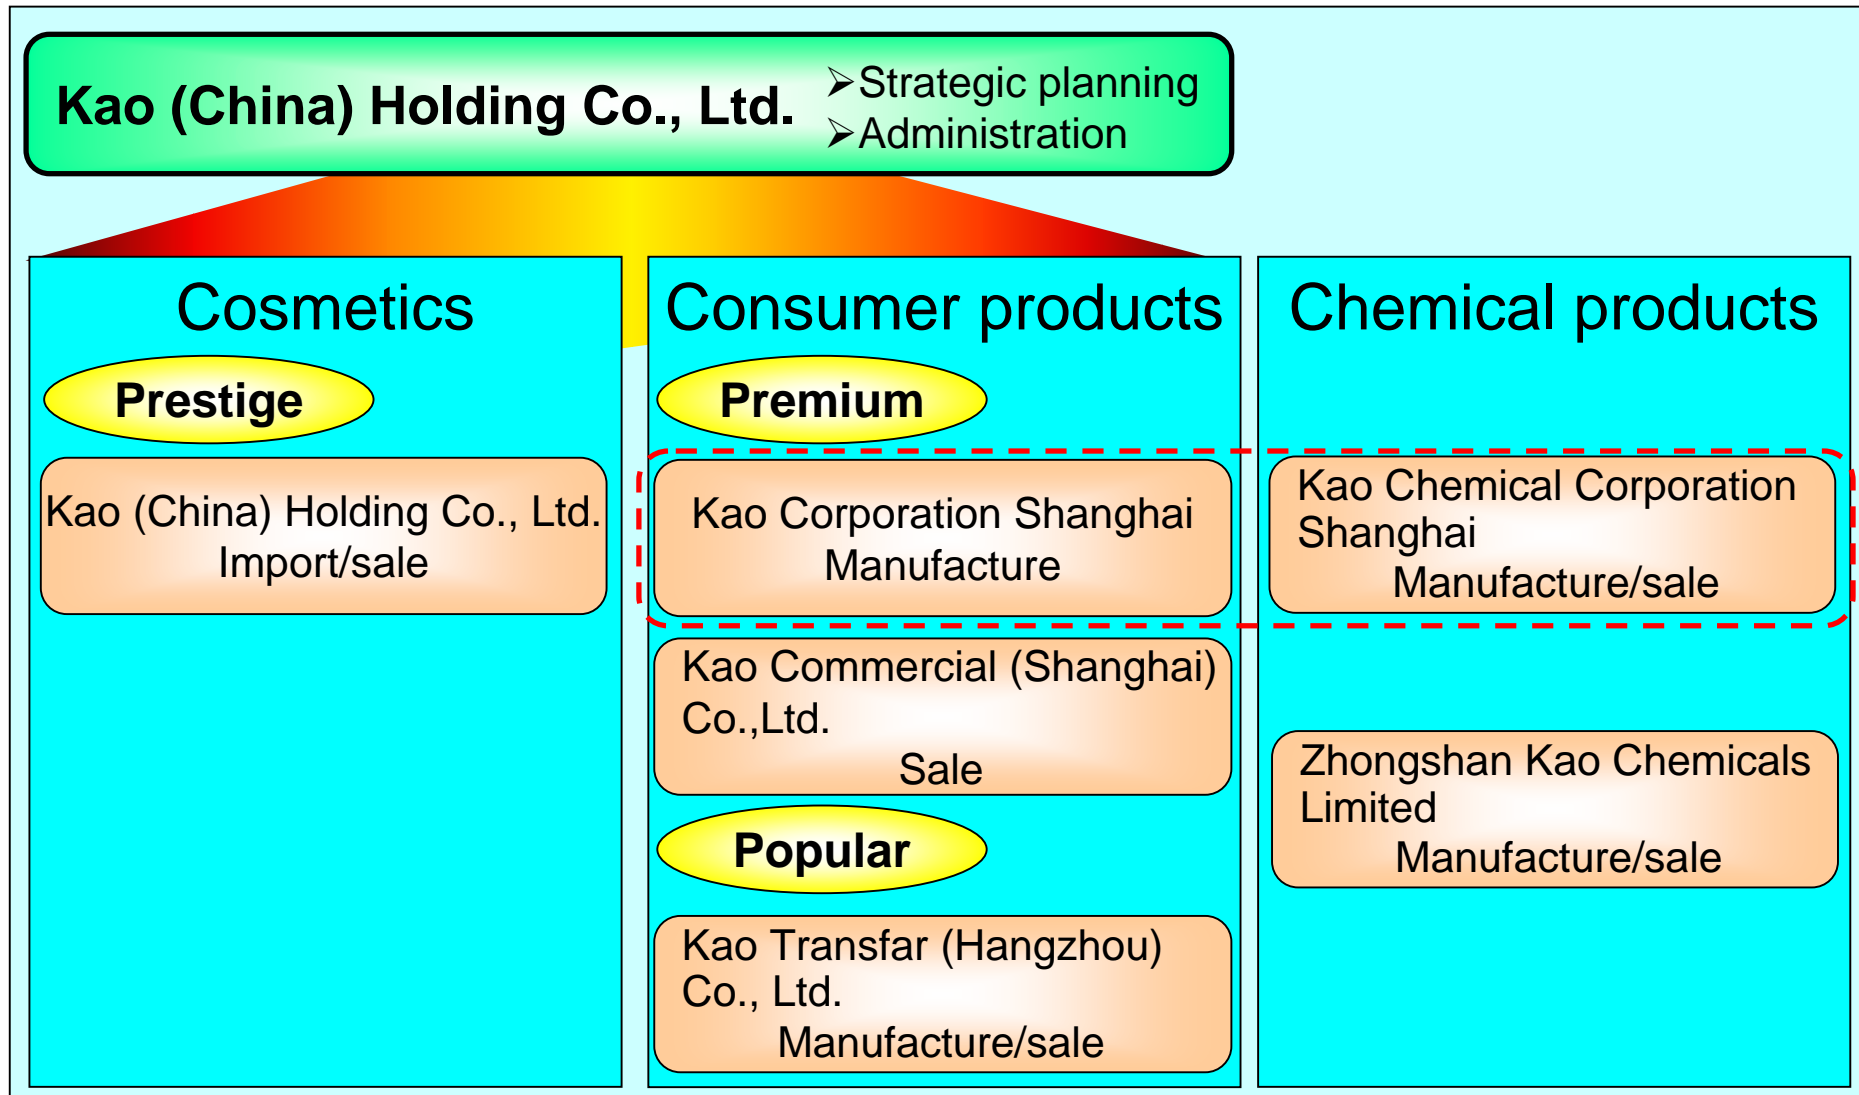 Kao (China) Holding Co., Ltd.
➢Strategic planning
➢Administration
Cosmetics
Prestige
Kao (China) Holding Co., Ltd.
Import/sale
Consumer products
Premium
Kao Corporation Shanghai
Manufacture
Kao Commercial (Shanghai)
Co.,Ltd.
Sale
Popular
Kao Transfar (Hangzhou)
Co., Ltd.
Manufacture/sale
Chemical products
Kao Chemical Corporation
Shanghai
Manufacture/sale
Zhongshan Kao Chemicals
Limited
Manufacture/sale